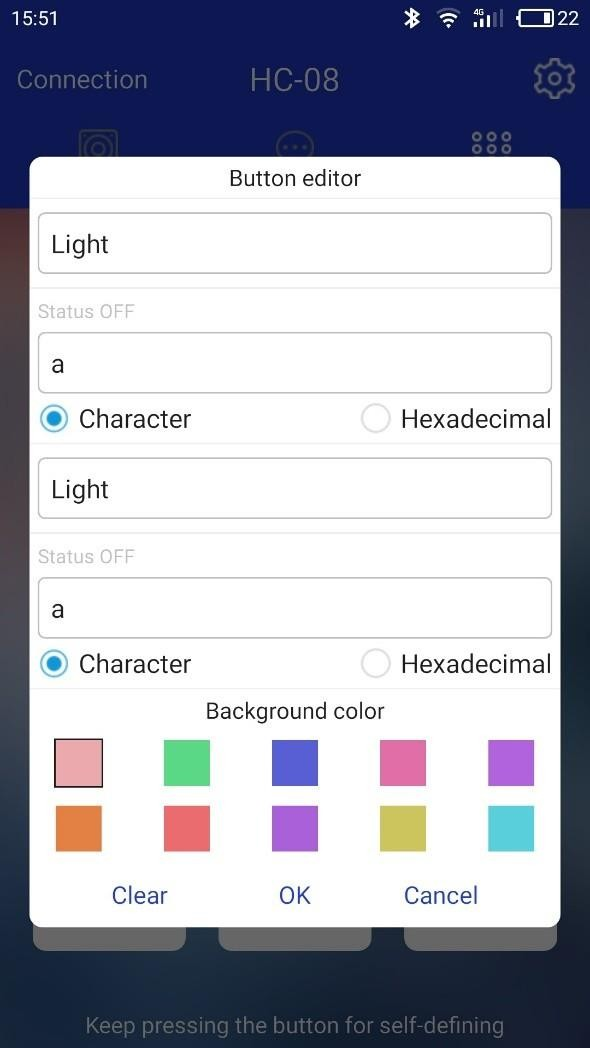 15:51
4G
22
Connection
HC-08
Button editor
Light
Status OFF
a
Character
Hexadecimal
Light
Status OFF
a
Character
Hexadecimal
Background color
Clear
OK
Cancel
Keep pressing the button for self-defining